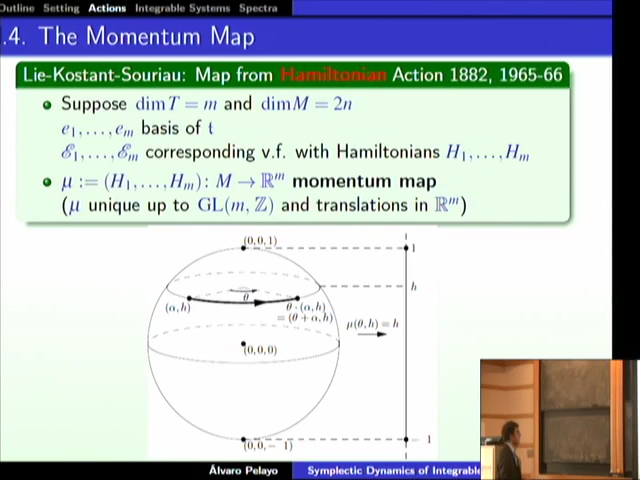 Outline Setting Actions Integrable Systems Spectra
.4. The Momentum Map
Lie-Kostant-Souriau: Map from Hamiltonian Action 1882, 1965-66
Suppose dim T = m and dim M = 2n
e₁, . . . , eₘ basis of 𝔱
ℰ₁, . . . , ℰₘ corresponding v.f. with Hamiltonians H₁, . . . , Hₘ
μ := (H₁, . . . , Hₘ): M → ℝᵐ momentum map
(μ unique up to GL(m, ℤ) and translations in ℝᵐ)
(0,0,1)
1
h
θ
(α,h)
θ · (α,h)
= (θ + α, h)
μ(θ,h) = h
(0,0,0)
(0,0, − 1)
− 1
Álvaro Pelayo Symplectic Dynamics of Integrable